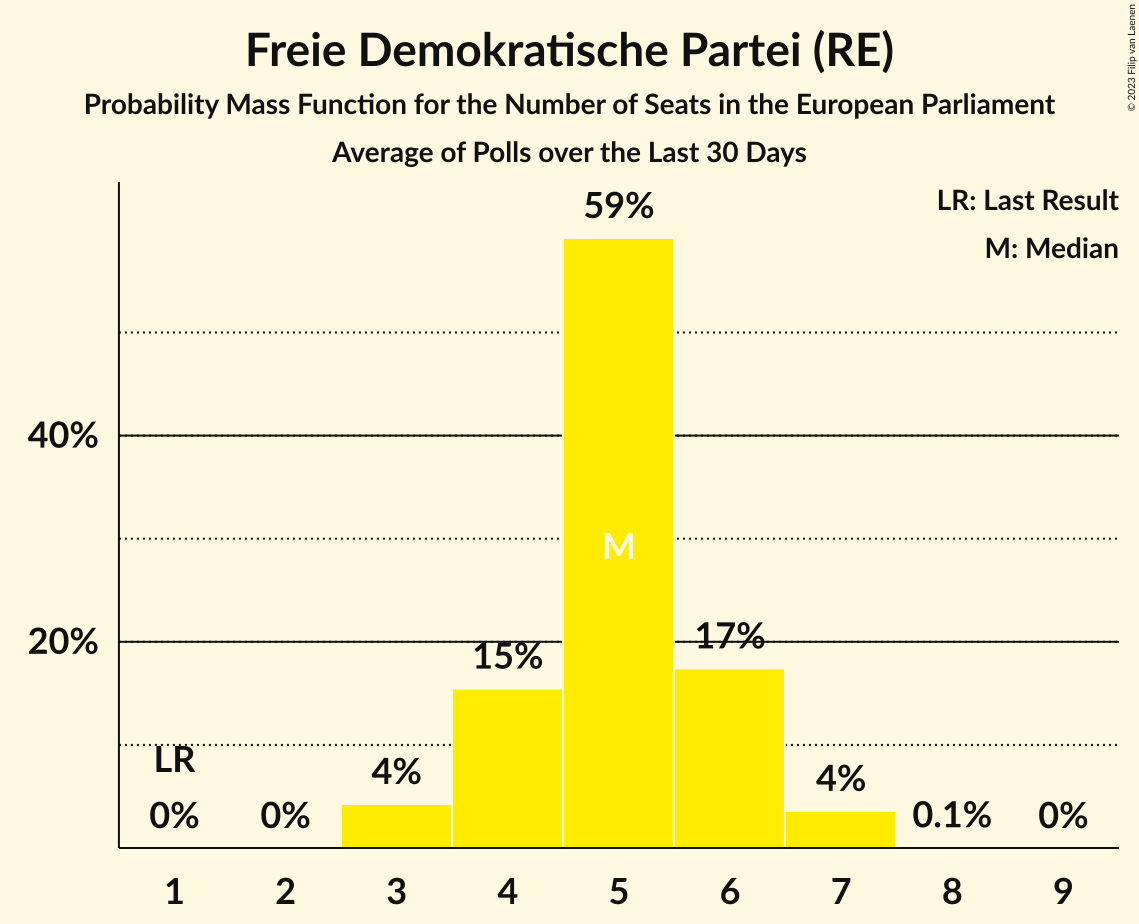 Freie Demokratische Partei (RE)
Probability Mass Function for the Number of Seats in the European Parliament
Average of Polls over the Last 30 Days
© 2023 Filip van Laenen
LR: Last Result
M: Median
59%
40%
M
20%
17%
15%
LR
4%
4%
0%
0%
0.1%
0%
1 2 3 4 5 6 7 8 9